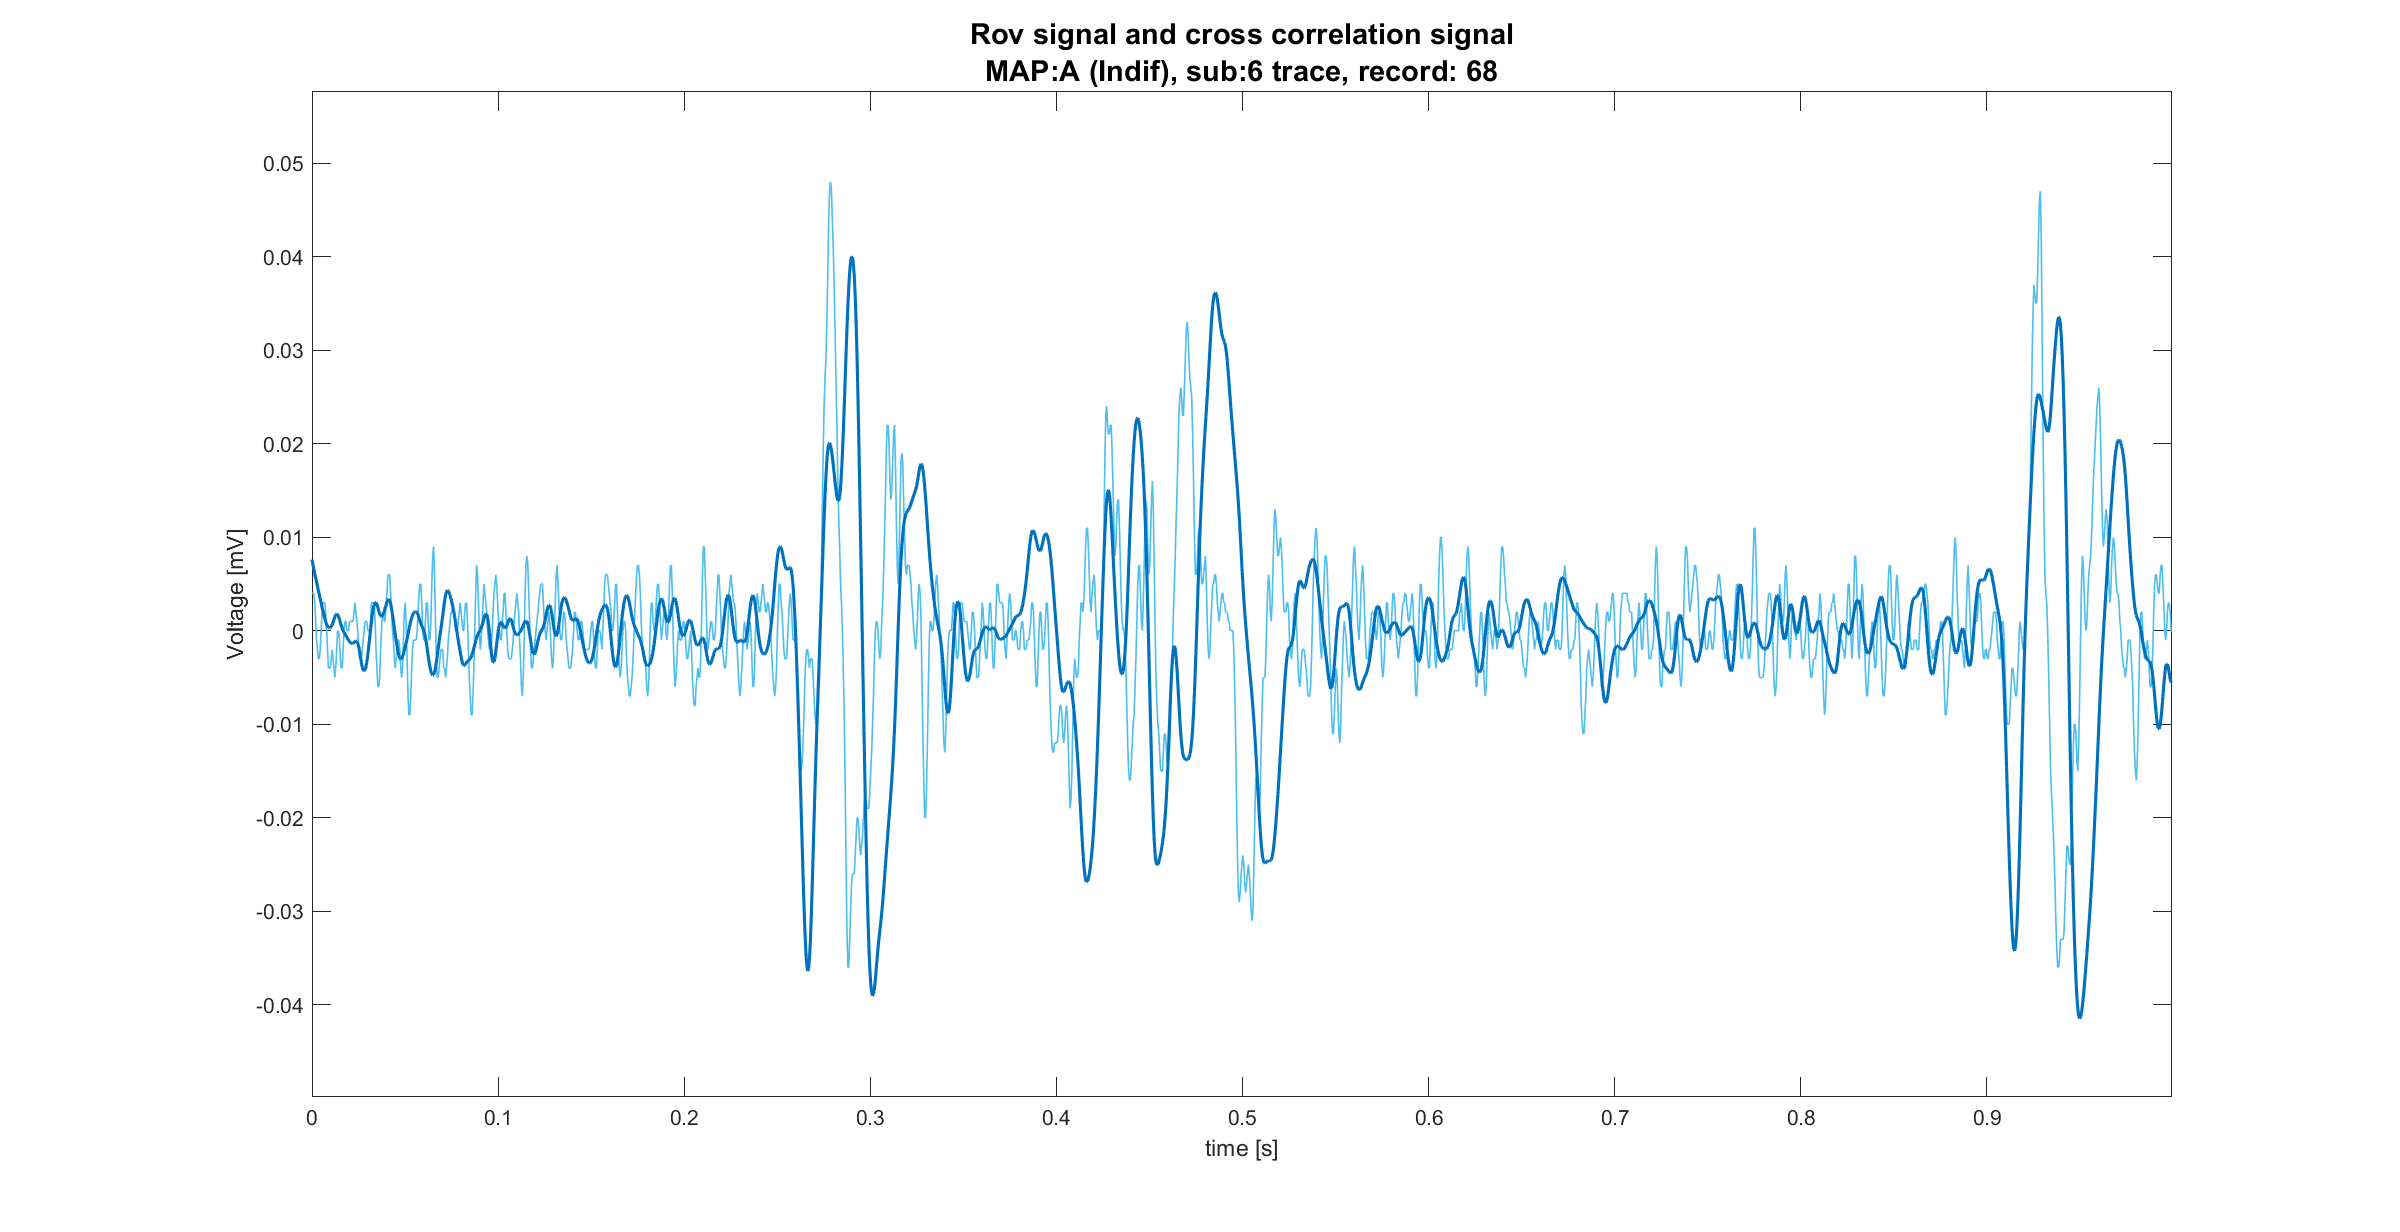 Rov signal and cross correlation signal
MAP:A (Indif), sub:6 trace, record: 68
0.05
0.04
0.03
0.02
0.01
0
-0.01
-0.02
-0.03
-0.04
Voltage [mV]
0 0.1 0.2 0.3 0.4 0.5 0.6 0.7 0.8 0.9
time [s]